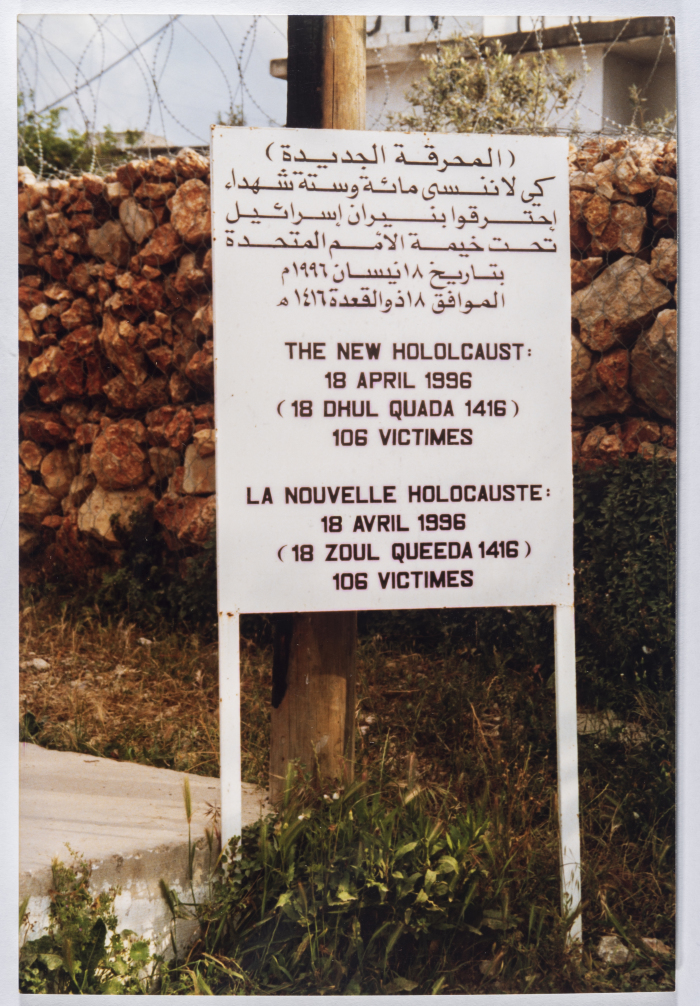 ( المحرقة الجديدة )
كي لا ننسى مائة وستة شهداء
إحترقوا بنيران إسرائيل
تحت خيمة الأمم المتحدة
بتاريخ ١٨ نيسان ١٩٩٦م
الموافق ١٨ ذو القعدة ١٤١٦ ه
THE NEW HOLOLCAUST:
18 APRIL 1996
( 18 DHUL QUADA 1416 )
106 VICTIMES
LA NOUVELLE HOLOCAUSTE:
18 AVRIL 1996
( 18 ZOUL QUEEDA 1416 )
106 VICTIMES